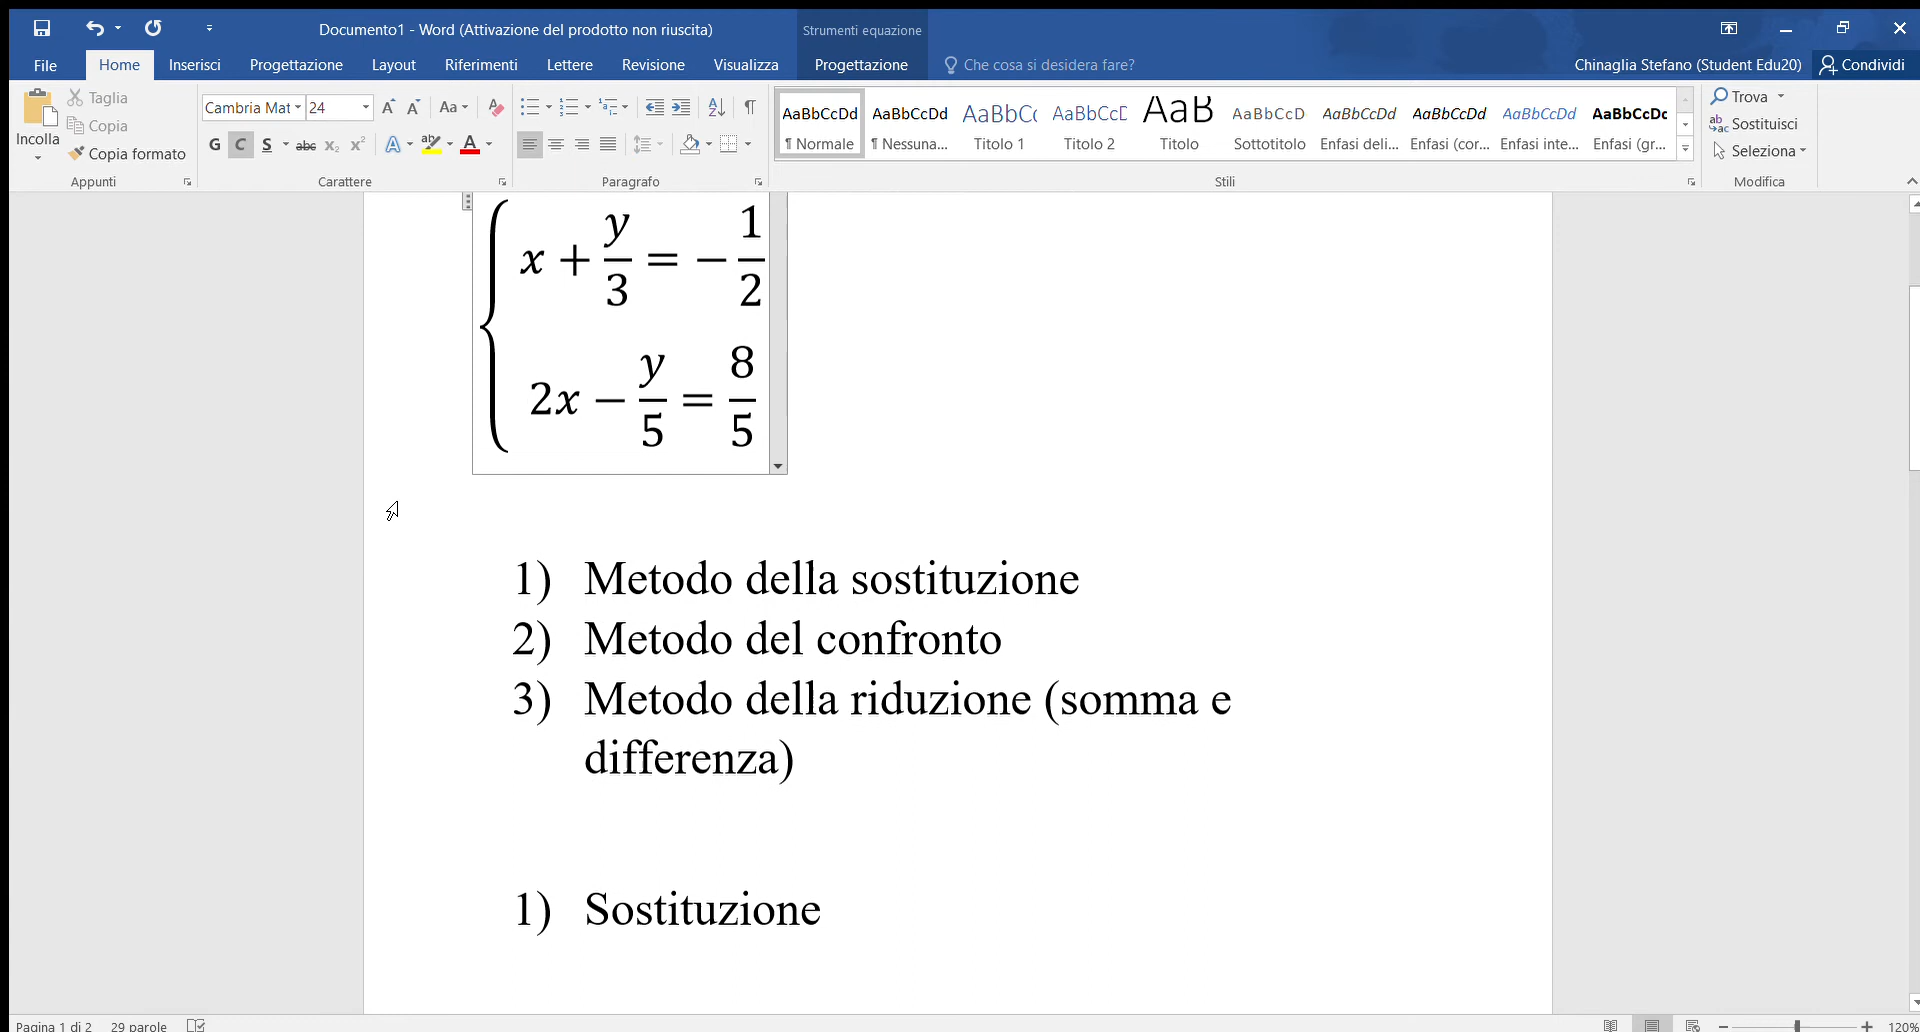 Documento1 - Word (Attivazione del prodotto non riuscita)
Strumenti equazione
File Home Inserisci Progettazione Layout Riferimenti Lettere Revisione Visualizza Progettazione Che cosa si desidera fare? Chinaglia Stefano (Student Edu20) Condividi
Incolla
Taglia
Copia
Copia formato
Appunti
Cambria Mat 24
Aa
G C S abc x₂ x² A ab A
Carattere
Paragrafo
AaBbCcDd AaBbCcDd AaBbC AaBbCcD AaB AaBbCcD AaBbCcDd AaBbCcDd AaBbCcDd AaBbCcDc
¶ Normale ¶ Nessuna... Titolo 1 Titolo 2 Titolo Sottotitolo Enfasi deli... Enfasi (cor... Enfasi inte... Enfasi (gr...
Stili
Trova
Sostituisci
Seleziona
Modifica
x + y/3 = − 1/2
2x − y/5 = 8/5
1) Metodo della sostituzione
2) Metodo del confronto
3) Metodo della riduzione (somma e
differenza)
1) Sostituzione
Pagina 1 di 2 29 parole 120%